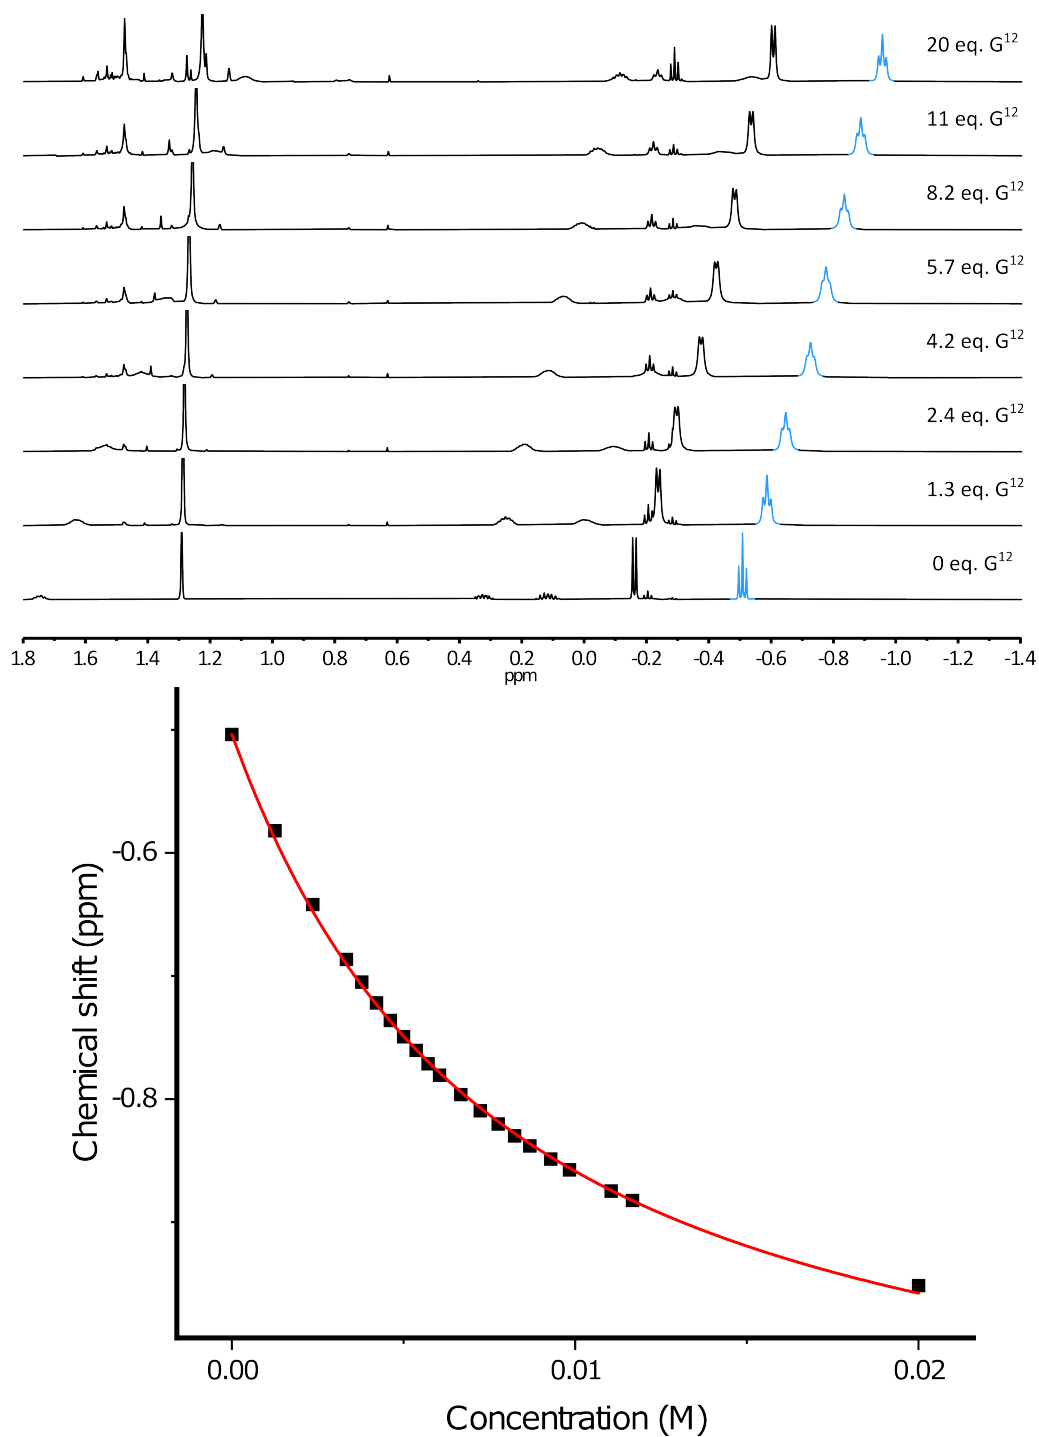 20 eq. G¹²
11 eq. G¹²
8.2 eq. G¹²
5.7 eq. G¹²
4.2 eq. G¹²
2.4 eq. G¹²
1.3 eq. G¹²
0 eq. G¹²
1.8 1.6 1.4 1.2 1.0 0.8 0.6 0.4 0.2 0.0 -0.2 -0.4 -0.6 -0.8 -1.0 -1.2 -1.4
ppm
-0.6
-0.8
Chemical shift (ppm)
0.00 0.01 0.02
Concentration (M)